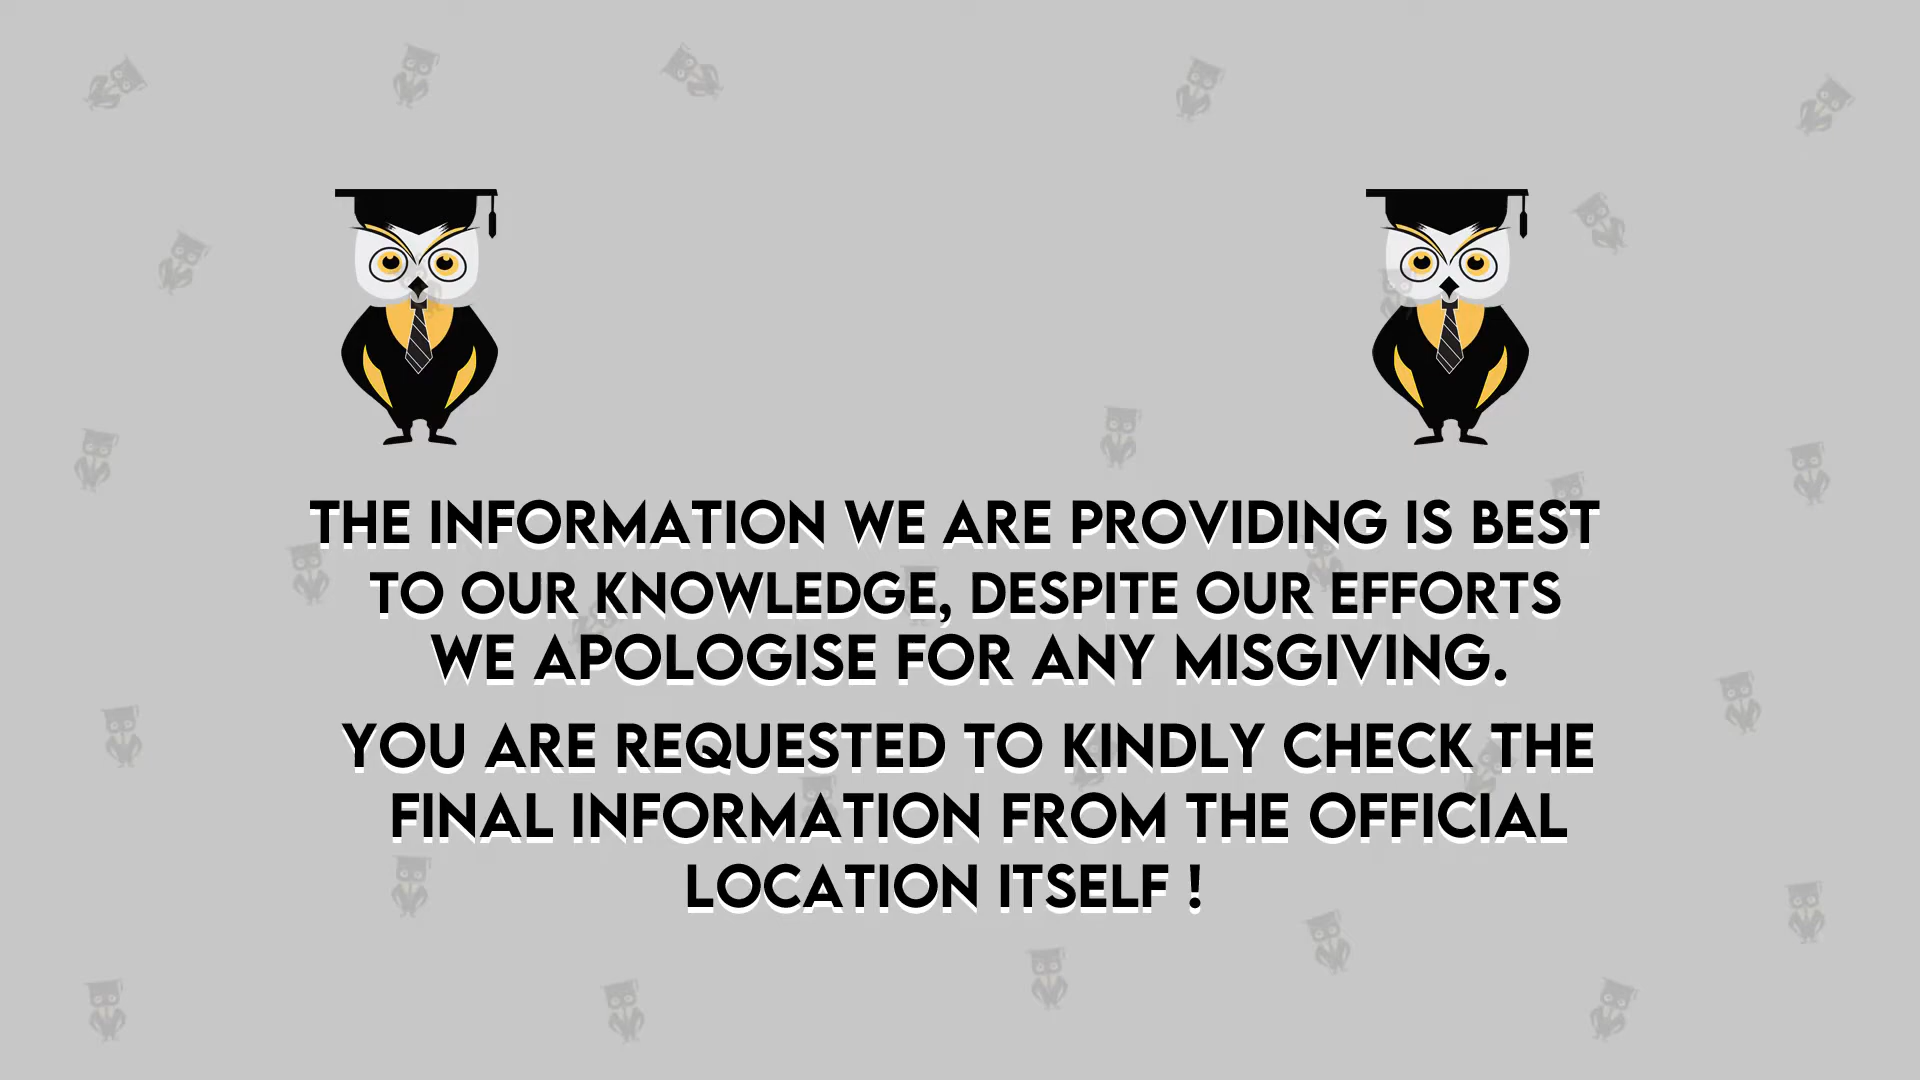 THE INFORMATION WE ARE PROVIDING IS BEST
TO OUR KNOWLEDGE, DESPITE OUR EFFORTS
WE APOLOGISE FOR ANY MISGIVING.
YOU ARE REQUESTED TO KINDLY CHECK THE
FINAL INFORMATION FROM THE OFFICIAL
LOCATION ITSELF !